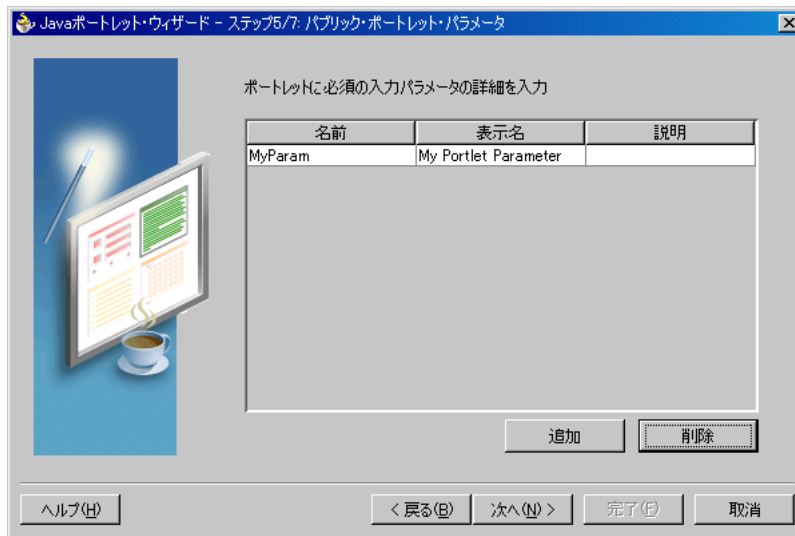 Javaポートレット・ウィザード - ステップ5/7: パブリック・ポートレット・パラメータ
ポートレットに必須の入力パラメータの詳細を入力
名前 表示名 説明
MyParam My Portlet Parameter
追加 削除
ヘルプ(H) < 戻る(B) 次へ(N) > 完了(F) 取消